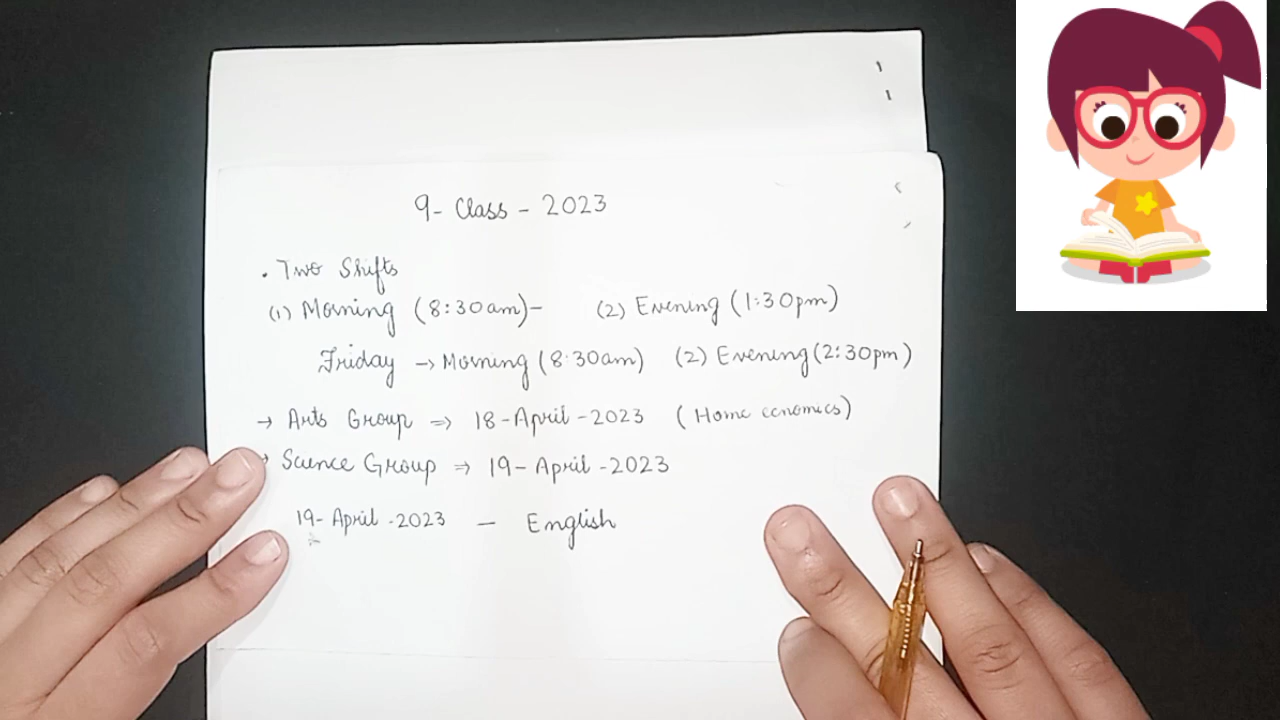 9- Class - 2023
. Two Shifts
(1) Morning (8:30am)- (2) Evening (1:30pm)
Friday → Morning (8:30am) (2) Evening (2:30pm)
→ Arts Group ⇒ 18-April-2023 (Home ecnomics)
→ Science Group → 19-April-2023
19-April-2023 — English